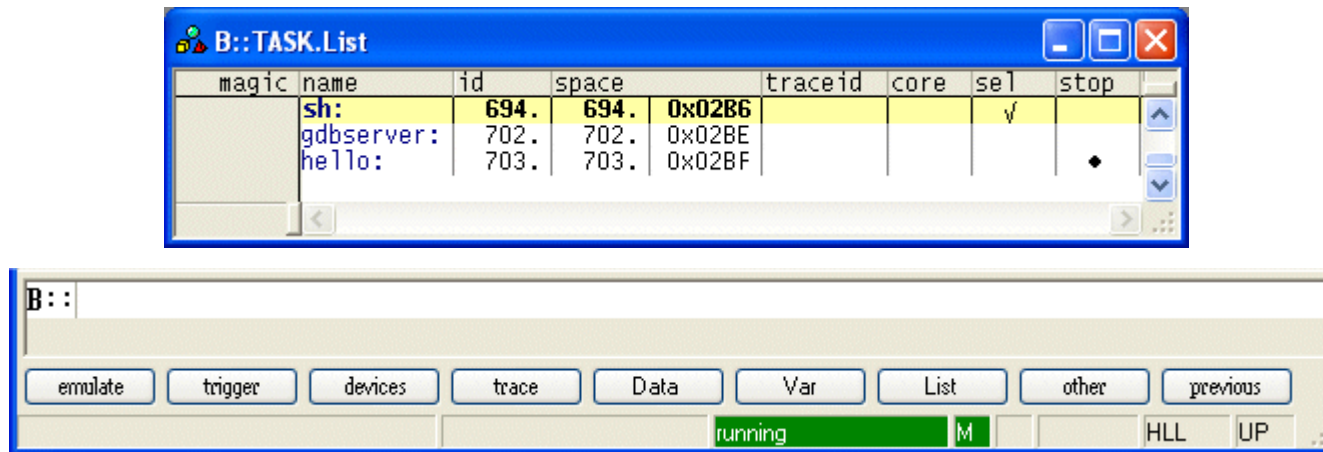 B::TASK.List
magic name id space traceid core sel stop
sh: 694. 694. 0x02B6 √
gdbserver: 702. 702. 0x02BE
hello: 703. 703. 0x02BF ◆
B::
emulate trigger devices trace Data Var List other previous
running M HLL UP